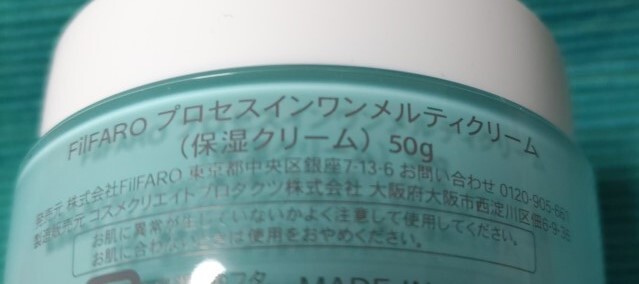 FilFARO プロセスインワンメルティクリーム
（保湿クリーム）50g
発売元 株式会社FilFARO 東京都中央区銀座7-13-6 お問い合わせ 0120-905-661
製造販売元 コスメクリエイトプロダクツ株式会社 大阪府大阪市西淀川区佃6-9-35
お肌に異常が生じていないかよく注意して使用してください。
お肌に合わない時は使用をおやめください。
MADE IN